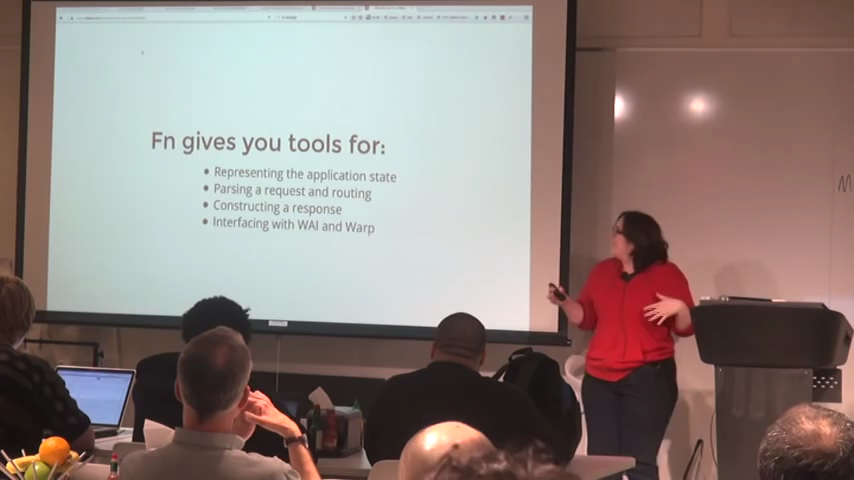 Fn gives you tools for:
• Representing the application state
• Parsing a request and routing
• Constructing a response
• Interfacing with WAI and Warp
M